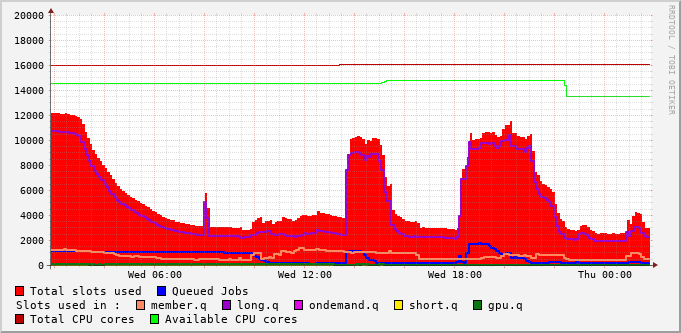 20000
18000
16000
14000
12000
10000
8000
6000
4000
2000
0
Wed 06:00 Wed 12:00 Wed 18:00 Thu 00:00
RRDTOOL / TOBI OETIKER
Total slots used Queued Jobs
Slots used in : member.q long.q ondemand.q short.q gpu.q
Total CPU cores Available CPU cores